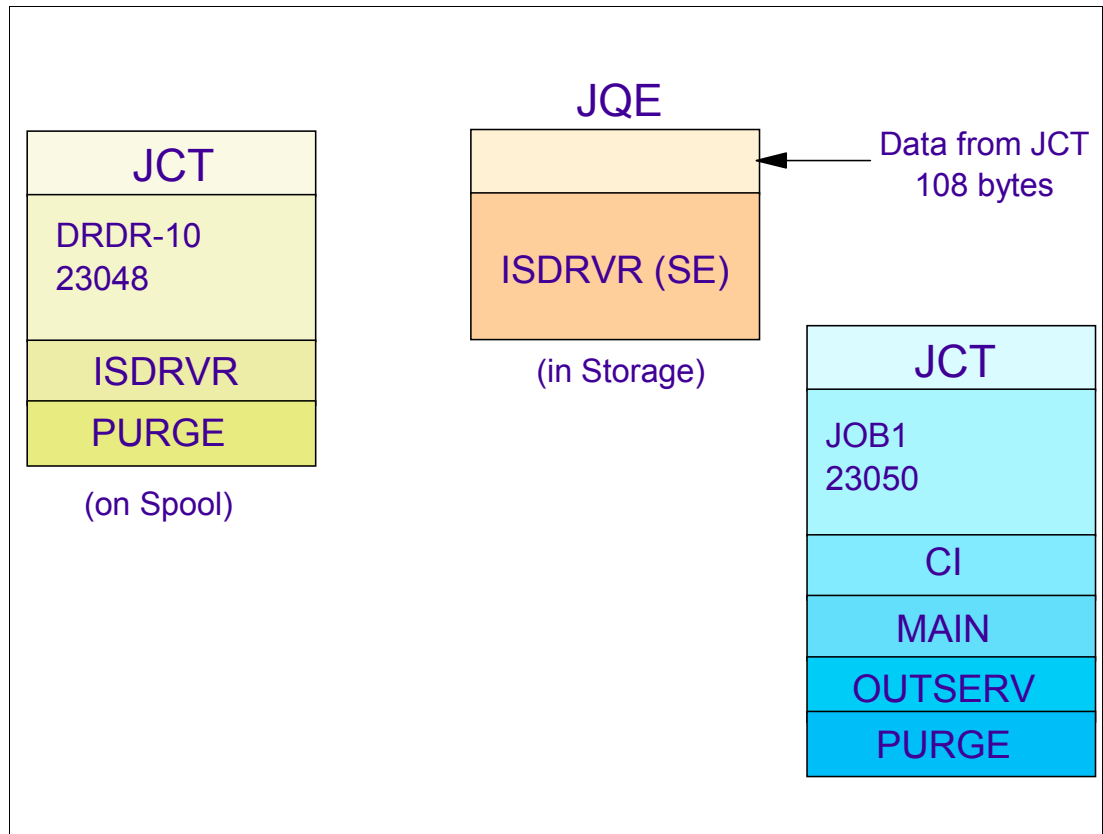 JCT
DRDR-10
23048
ISDRVR
PURGE
(on Spool)
JQE
Data from JCT
108 bytes
ISDRVR (SE)
(in Storage)
JCT
JOB1
23050
CI
MAIN
OUTSERV
PURGE